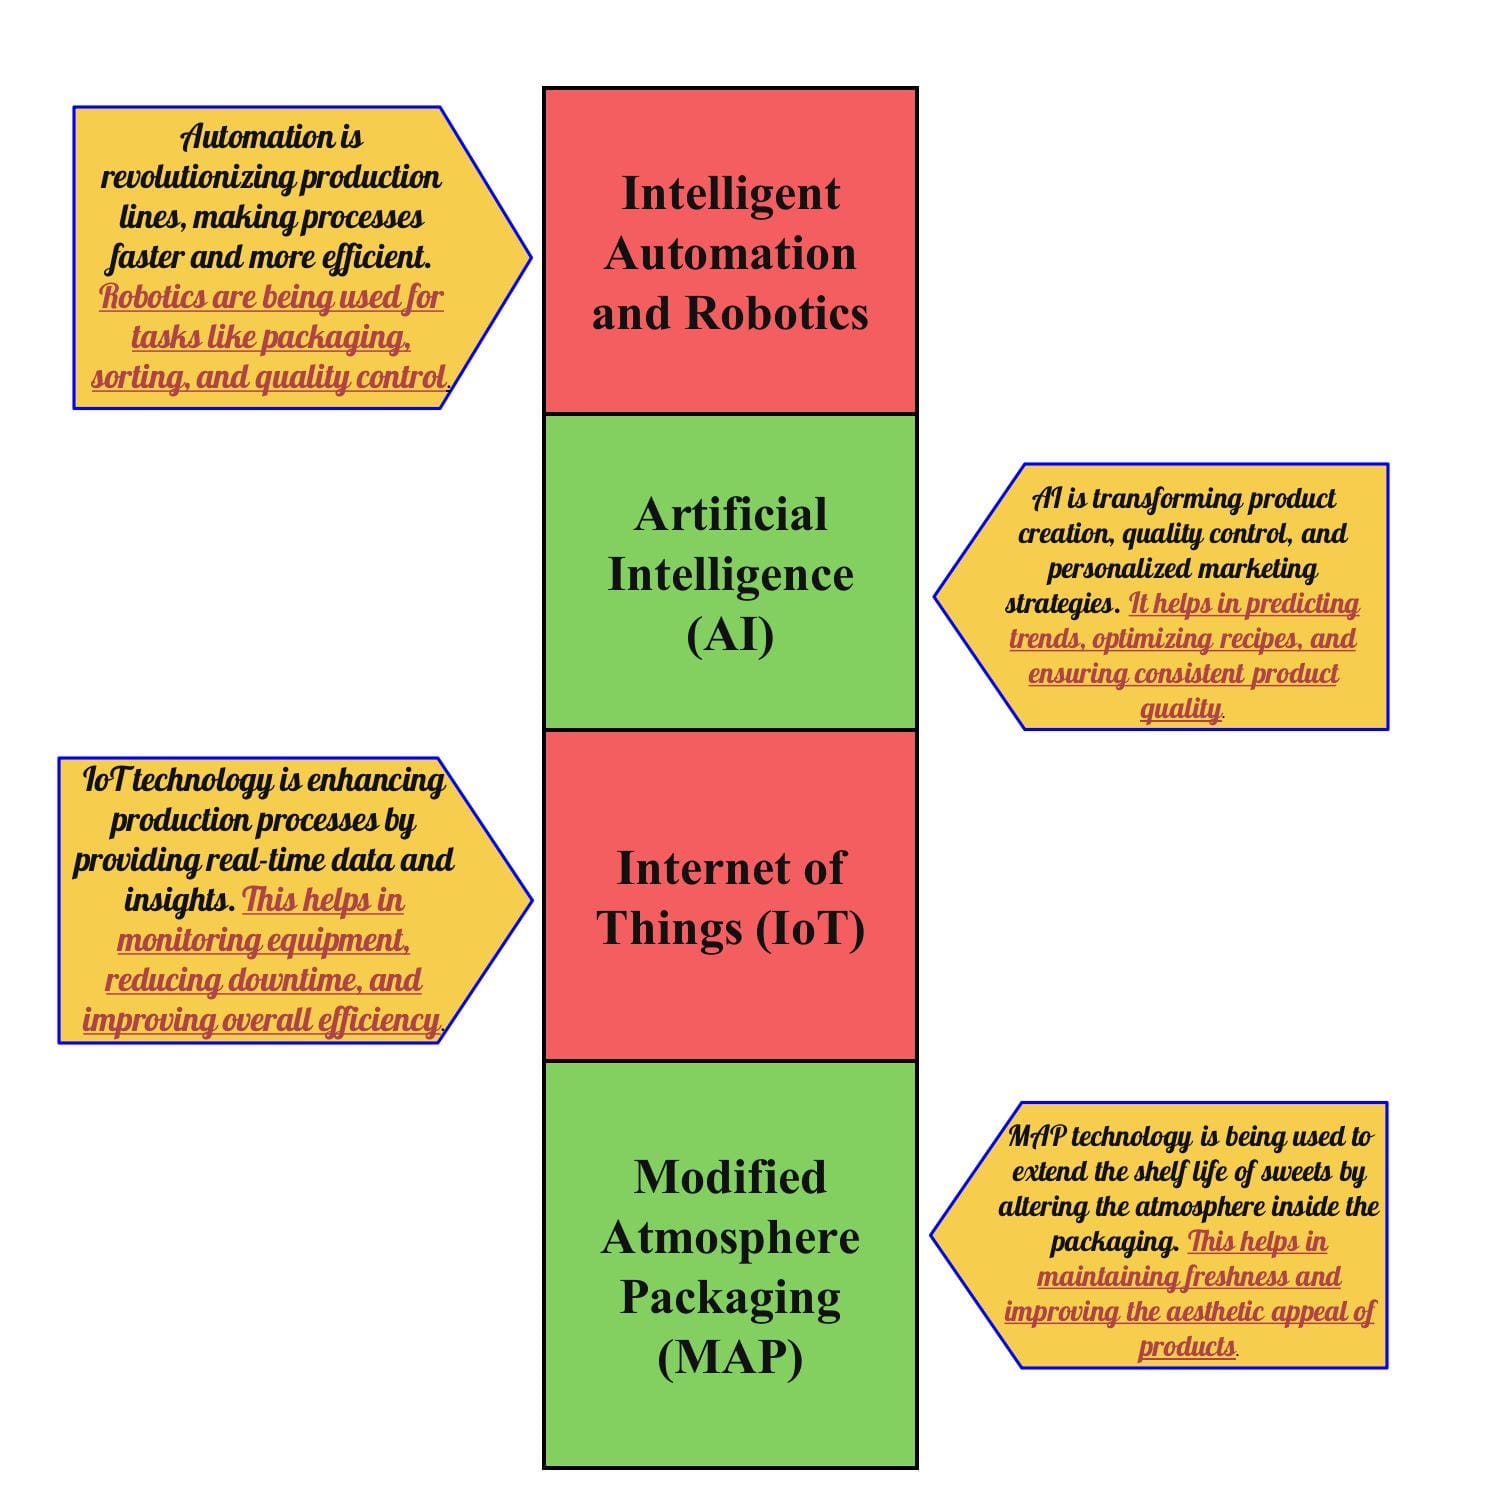 Automation is
revolutionizing production
lines, making processes
faster and more efficient.
Robotics are being used for
tasks like packaging,
sorting, and quality control.
Intelligent
Automation
and Robotics
Artificial
Intelligence
(AI)
AI is transforming product
creation, quality control, and
personalized marketing
strategies. It helps in predicting
trends, optimizing recipes, and
ensuring consistent product
quality.
IoT technology is enhancing
production processes by
providing real-time data and
insights. This helps in
monitoring equipment,
reducing downtime, and
improving overall efficiency.
Internet of
Things (IoT)
Modified
Atmosphere
Packaging
(MAP)
MAP technology is being used to
extend the shelf life of sweets by
altering the atmosphere inside the
packaging. This helps in
maintaining freshness and
improving the aesthetic appeal of
products.